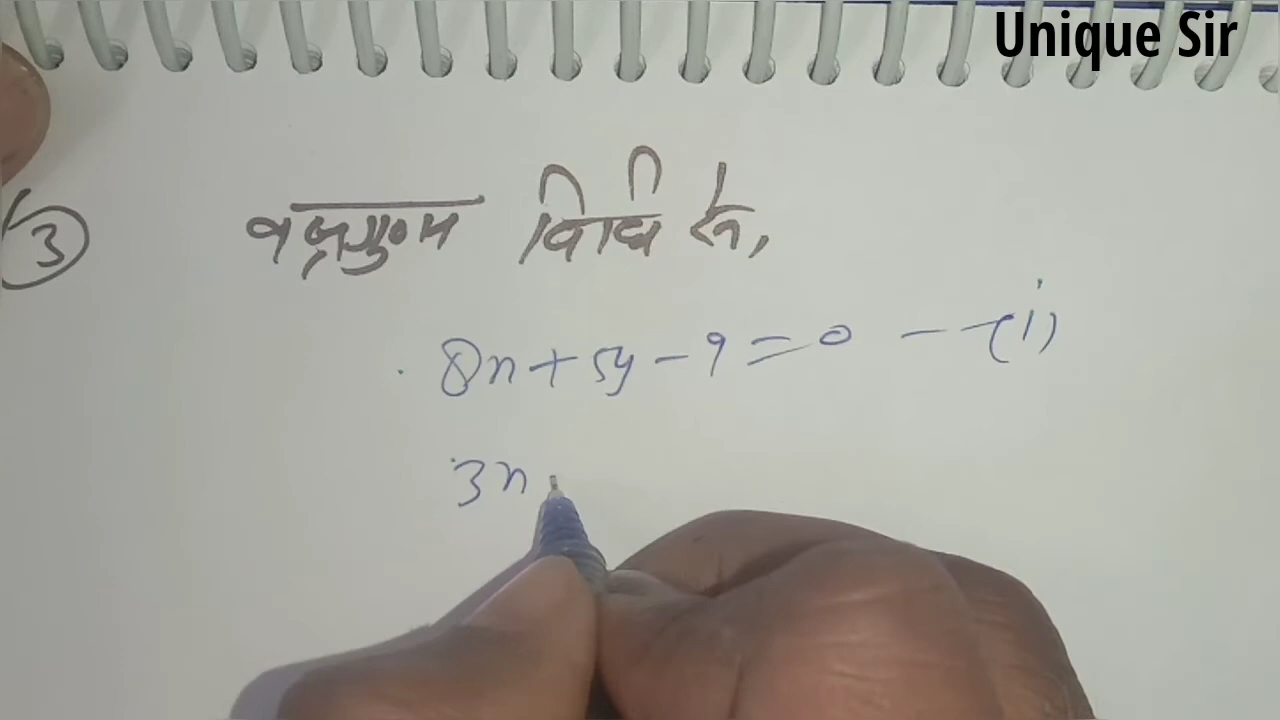 Unique Sir
(3) वज्रगुणन विधि से,
8x + 5y - 9 = 0 - - (i)
3x